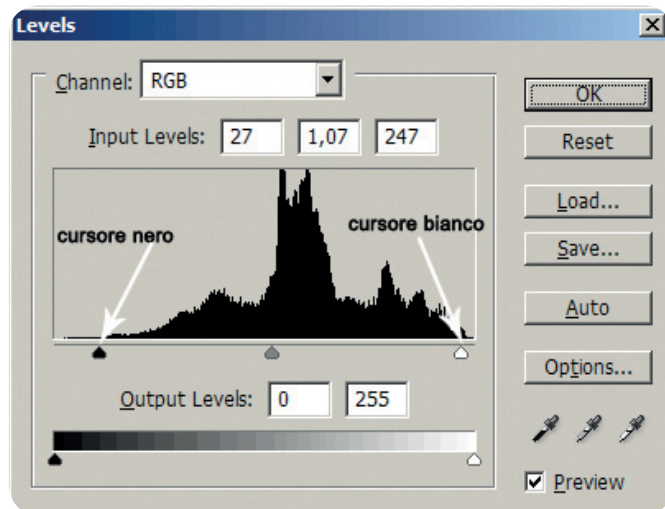 Levels
Channel: RGB
OK
Input Levels: 27 1,07 247
Reset
cursore nero
cursore bianco
Load...
Save...
Auto
Options...
Output Levels: 0 255
Preview